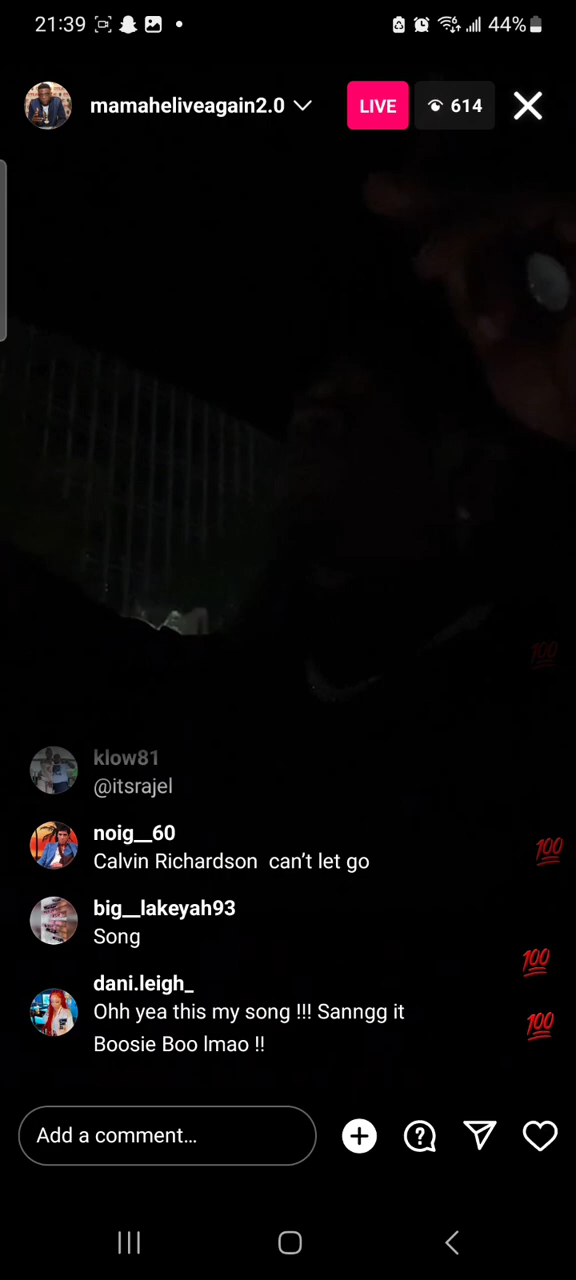 21:39
44%
mamaheliveagain2.0
LIVE
614
klow81
@itsrajel
noig__60
Calvin Richardson can’t let go
big__lakeyah93
Song
dani.leigh_
Ohh yea this my song !!! Sanngg it
Boosie Boo lmao !!
Add a comment...